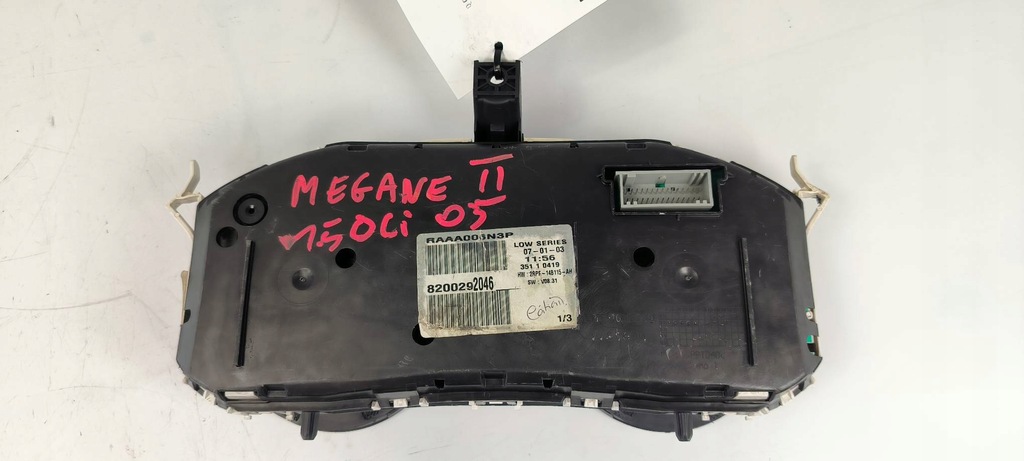 MEGANE II
1.5 DCi 05
RAAA006N3P
LOW SERIES
07-01-03
11:56
351 1 0419
SW : V08.31
8200292046
1/3